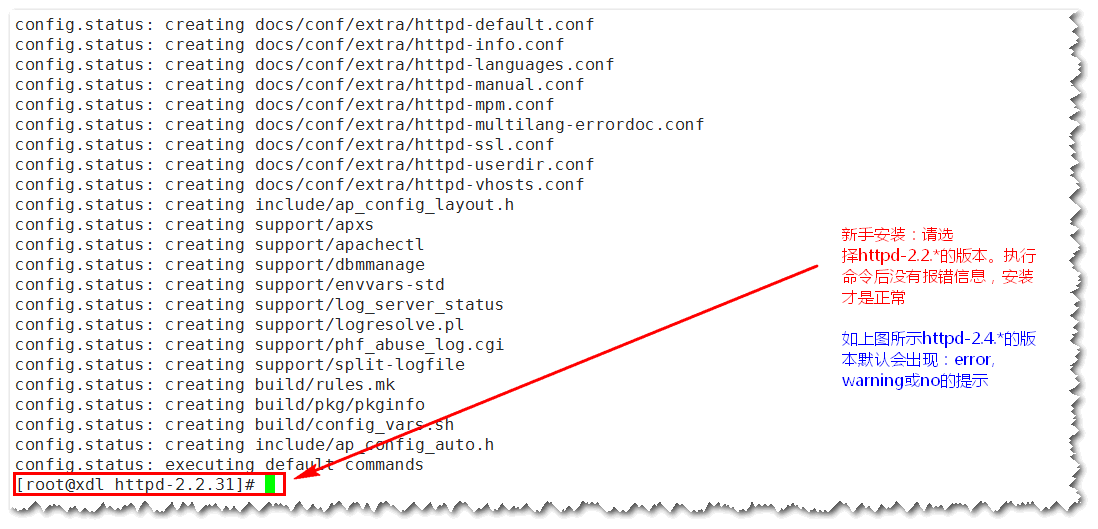 config.status: creating docs/conf/extra/httpd-default.conf
config.status: creating docs/conf/extra/httpd-info.conf
config.status: creating docs/conf/extra/httpd-languages.conf
config.status: creating docs/conf/extra/httpd-manual.conf
config.status: creating docs/conf/extra/httpd-mpm.conf
config.status: creating docs/conf/extra/httpd-multilang-errordoc.conf
config.status: creating docs/conf/extra/httpd-ssl.conf
config.status: creating docs/conf/extra/httpd-userdir.conf
config.status: creating docs/conf/extra/httpd-vhosts.conf
config.status: creating include/ap_config_layout.h
config.status: creating support/apxs
config.status: creating support/apachectl
config.status: creating support/dbmmanage
config.status: creating support/envvars-std
config.status: creating support/log_server_status
config.status: creating support/logresolve.pl
config.status: creating support/phf_abuse_log.cgi
config.status: creating support/split-logfile
config.status: creating build/rules.mk
config.status: creating build/pkg/pkginfo
config.status: creating build/config_vars.sh
config.status: creating include/ap_config_auto.h
config.status: executing default commands
[root@xdl httpd-2.2.31]#
新手安装：请选
择httpd-2.2.*的版本。执行
命令后没有报错信息，安装
才是正常
如上图所示httpd-2.4.*的版
本默认会出现：error,
warning或no的提示